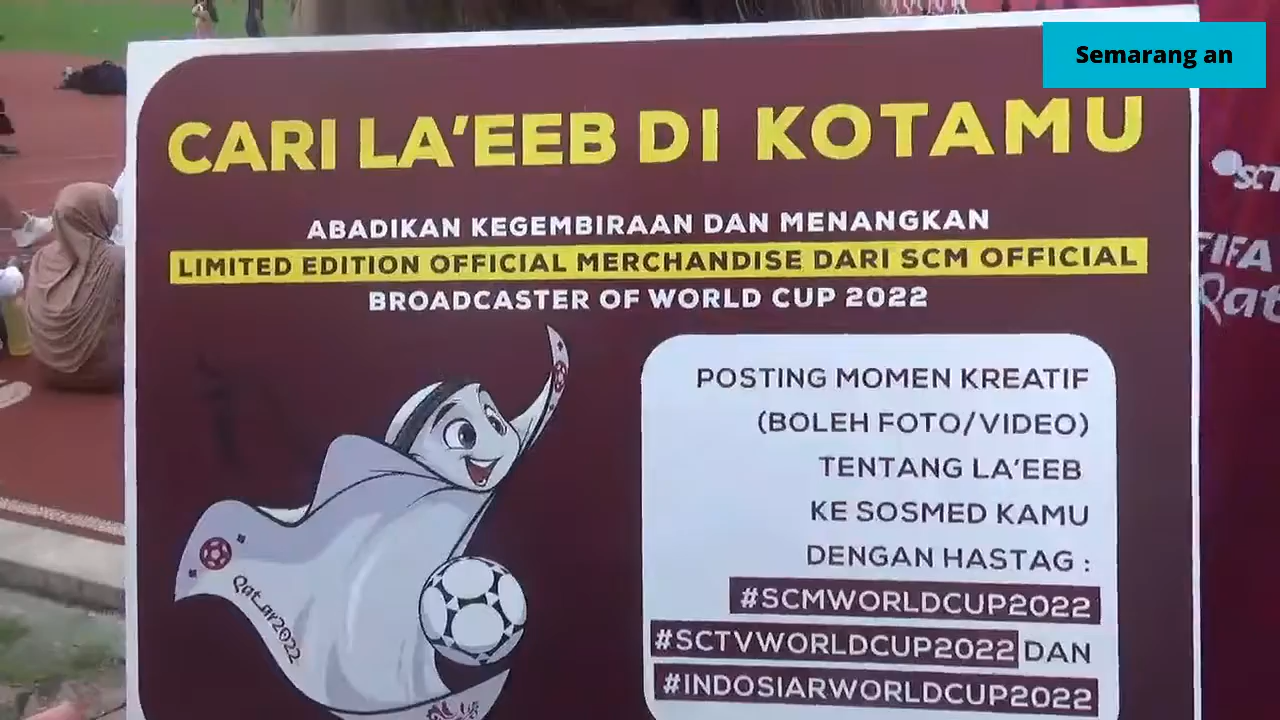 Semarang an
CARI LA'EEB DI KOTAMU
ABADIKAN KEGEMBIRAAN DAN MENANGKAN
LIMITED EDITION OFFICIAL MERCHANDISE DARI SCM OFFICIAL
BROADCASTER OF WORLD CUP 2022
POSTING MOMEN KREATIF
(BOLEH FOTO/VIDEO)
TENTANG LA'EEB
KE SOSMED KAMU
DENGAN HASTAG :
#SCMWORLDCUP2022
#SCTVWORLDCUP2022 DAN
#INDOSIARWORLDCUP2022
Qatar2022
FIFA